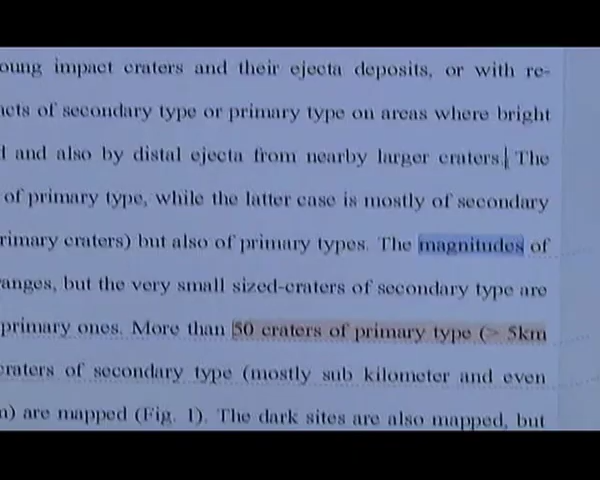 oung impact craters and their ejecta deposits, or with re-
acts of secondary type or primary type on areas where bright
d and also by distal ejecta from nearby larger craters. The
of primary type, while the latter case is mostly of secondary
rimary craters) but also of primary types. The magnitudes of
anges, but the very small sized-craters of secondary type are
primary ones. More than 50 craters of primary type (> 5km
craters of secondary type (mostly sub kilometer and even
m) are mapped (Fig. 1). The dark sites are also mapped, but